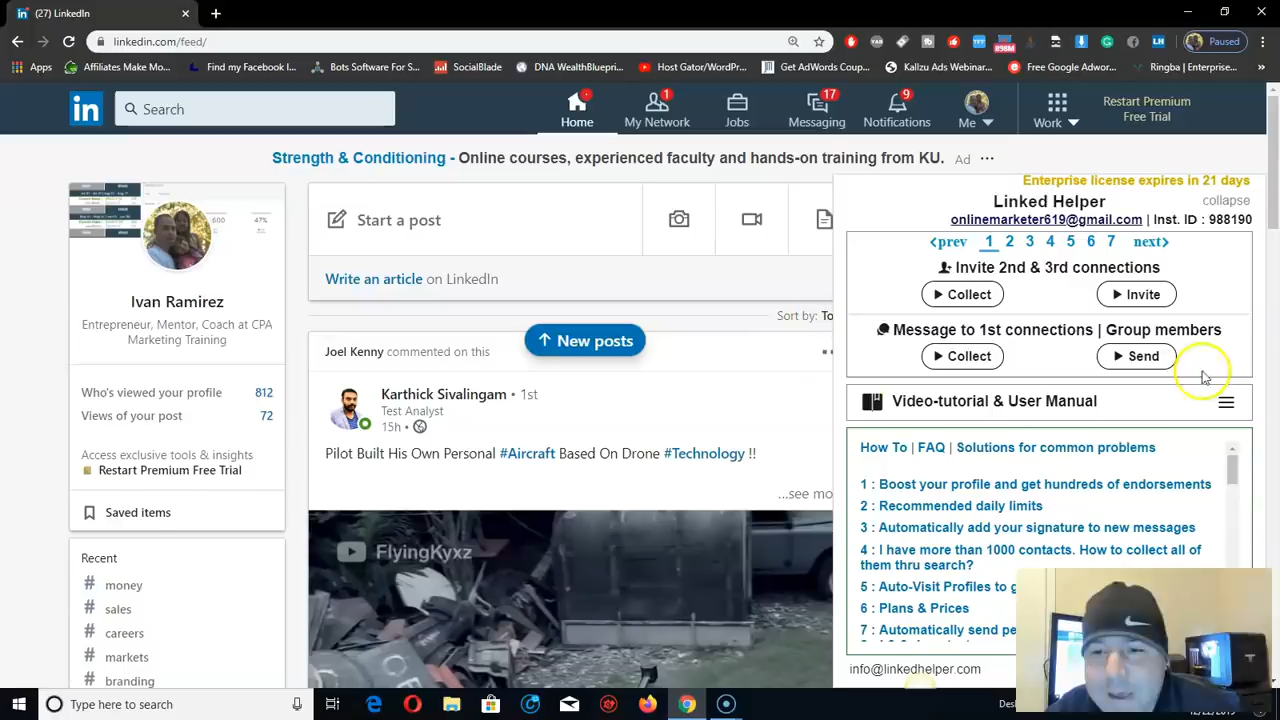 (27) LinkedIn
linkedin.com/feed/
Paused
Apps
Affiliates Make Mo...
Find my Facebook I...
Bots Software For S...
SocialBlade
DNA WealthBluepri...
Host Gator/WordPr...
Get AdWords Coup...
Kallzu Ads Webinar...
Free Google Adwor...
Ringba | Enterprise...
in
Search
Home
1
My Network
Jobs
17
Messaging
9
Notifications
Me
Work
Restart Premium
Free Trial
Strength & Conditioning - Online courses, experienced faculty and hands-on training from KU. Ad
Ivan Ramirez
Entrepreneur, Mentor, Coach at CPA
Marketing Training
Who's viewed your profile 812
Views of your post 72
Access exclusive tools & insights
Restart Premium Free Trial
Saved items
Recent
# money
# sales
# careers
# markets
# branding
Start a post
Write an article on LinkedIn
Sort by: To
New posts
Joel Kenny commented on this
Karthick Sivalingam • 1st
Test Analyst
15h •
Pilot Built His Own Personal #Aircraft Based On Drone #Technology !!
...see mo
FlyingKyxz
Enterprise license expires in 21 days
Linked Helper
collapse
onlinemarketer619@gmail.com | Inst. ID : 988190
<prev 1 2 3 4 5 6 7 next>
Invite 2nd & 3rd connections
Collect
Invite
Message to 1st connections | Group members
Collect
Send
Video-tutorial & User Manual
How To | FAQ | Solutions for common problems
1 : Boost your profile and get hundreds of endorsements
2 : Recommended daily limits
3 : Automatically add your signature to new messages
4 : I have more than 1000 contacts. How to collect all of
them thru search?
5 : Auto-Visit Profiles to g
6 : Plans & Prices
7 : Automatically send pe
info@linkedhelper.com
Type here to search